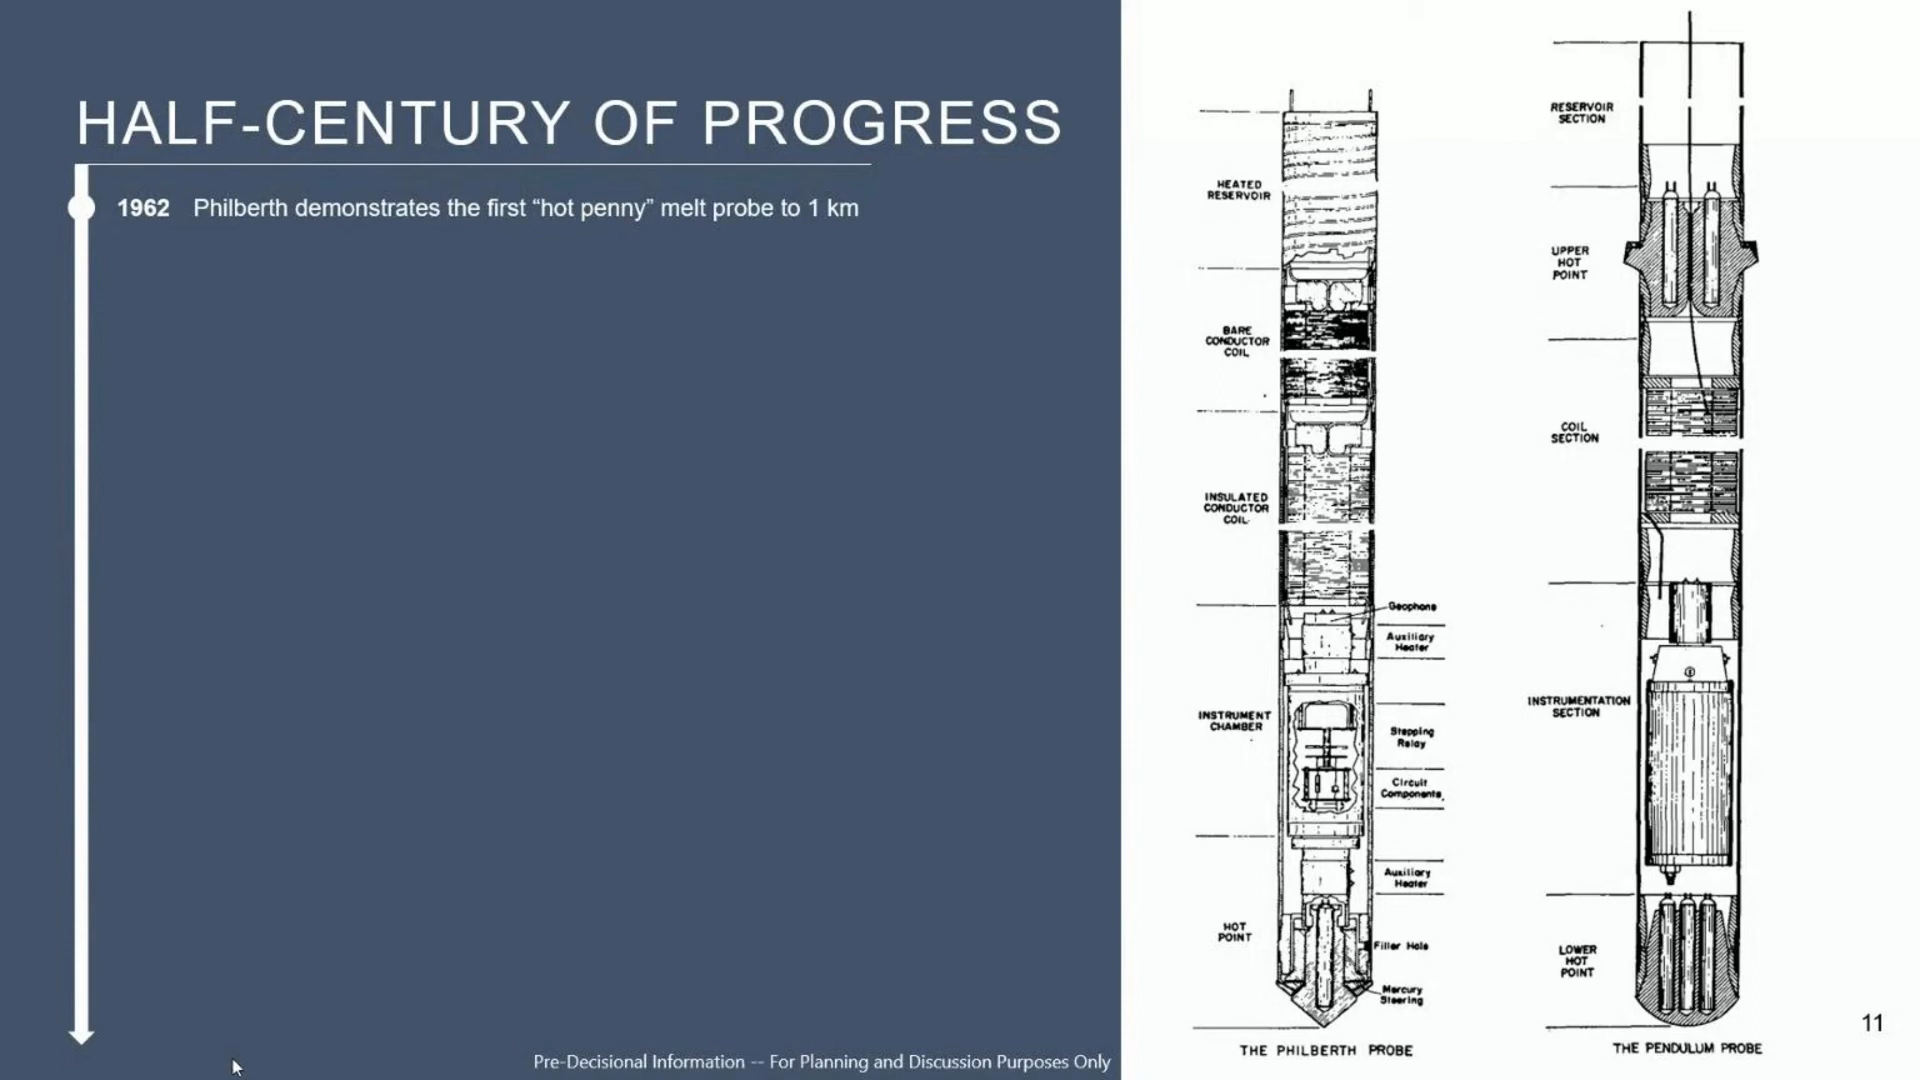 HALF-CENTURY OF PROGRESS
1962 Philberth demonstrates the first “hot penny” melt probe to 1 km
HEATED
RESERVOIR
BARE
CONDUCTOR
COIL
INSULATED
CONDUCTOR
COIL
INSTRUMENT
CHAMBER
HOT
POINT
Geophone
Auxiliary
Heater
Stepping
Relay
Circuit
Components
Auxiliary
Heater
Filler Hole
Mercury
Steering
THE PHILBERTH PROBE
RESERVOIR
SECTION
UPPER
HOT
POINT
COIL
SECTION
INSTRUMENTATION
SECTION
LOWER
HOT
POINT
THE PENDULUM PROBE
11
Pre-Decisional Information -- For Planning and Discussion Purposes Only